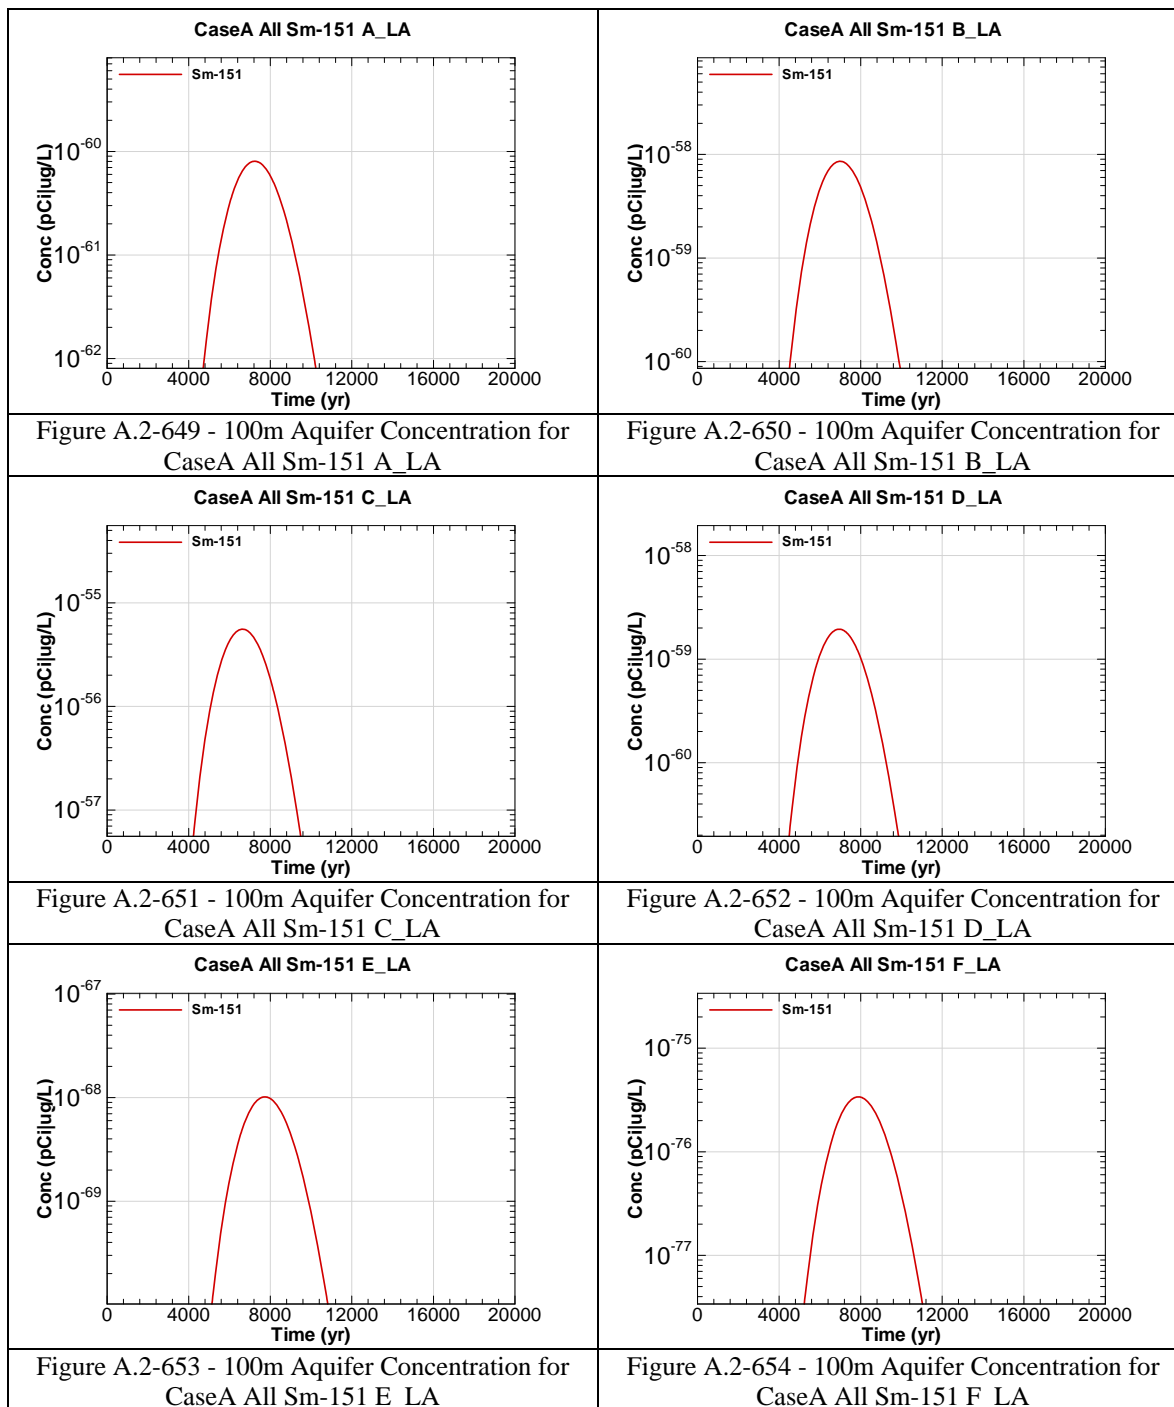 CaseA All Sm-151 A_LA
Sm-151
Conc (pCi|ug/L)
10-60
10-61
10-62
0 4000 8000 12000 16000 20000
Time (yr)
Figure A.2-649 - 100m Aquifer Concentration for
CaseA All Sm-151 A_LA
CaseA All Sm-151 B_LA
Sm-151
Conc (pCi|ug/L)
10-58
10-59
10-60
0 4000 8000 12000 16000 20000
Time (yr)
Figure A.2-650 - 100m Aquifer Concentration for
CaseA All Sm-151 B_LA
CaseA All Sm-151 C_LA
Sm-151
Conc (pCi|ug/L)
10-55
10-56
10-57
0 4000 8000 12000 16000 20000
Time (yr)
Figure A.2-651 - 100m Aquifer Concentration for
CaseA All Sm-151 C_LA
CaseA All Sm-151 D_LA
Sm-151
Conc (pCi|ug/L)
10-58
10-59
10-60
0 4000 8000 12000 16000 20000
Time (yr)
Figure A.2-652 - 100m Aquifer Concentration for
CaseA All Sm-151 D_LA
CaseA All Sm-151 E_LA
Sm-151
Conc (pCi|ug/L)
10-67
10-68
10-69
0 4000 8000 12000 16000 20000
Time (yr)
Figure A.2-653 - 100m Aquifer Concentration for
CaseA All Sm-151 E_LA
CaseA All Sm-151 F_LA
Sm-151
Conc (pCi|ug/L)
10-75
10-76
10-77
0 4000 8000 12000 16000 20000
Time (yr)
Figure A.2-654 - 100m Aquifer Concentration for
CaseA All Sm-151 F_LA